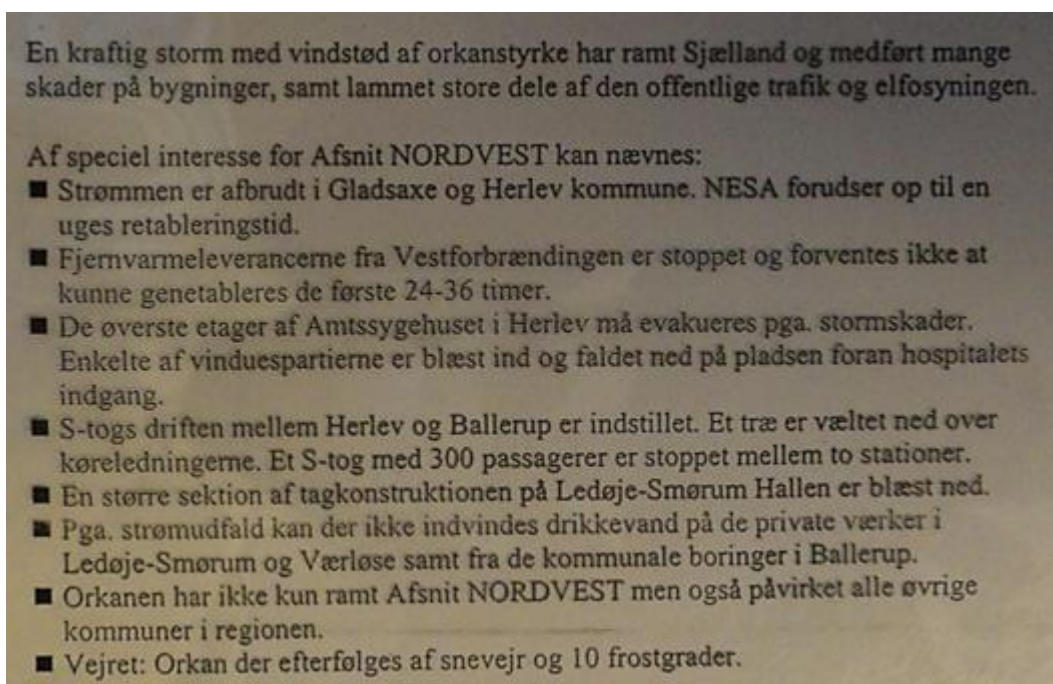 En kraftig storm med vindstød af orkanstyrke har ramt Sjælland og medført mange
skader på bygninger, samt lammet store dele af den offentlige trafik og elfosyningen.
Af speciel interesse for Afsnit NORDVEST kan nævnes:
■ Strømmen er afbrudt i Gladsaxe og Herlev kommune. NESA forudser op til en
uges retableringstid.
■ Fjernvarmeleverancerne fra Vestforbrændingen er stoppet og forventes ikke at
kunne genetableres de første 24-36 timer.
■ De øverste etager af Amtssygehuset i Herlev må evakueres pga. stormskader.
Enkelte af vinduespartierne er blæst ind og faldet ned på pladsen foran hospitalets
indgang.
■ S-togs driften mellem Herlev og Ballerup er indstillet. Et træ er væltet ned over
køreledningerne. Et S-tog med 300 passagerer er stoppet mellem to stationer.
■ En større sektion af tagkonstruktionen på Ledøje-Smørum Hallen er blæst ned.
■ Pga. strømudfald kan der ikke indvindes drikkevand på de private værker i
Ledøje-Smørum og Værløse samt fra de kommunale boringer i Ballerup.
■ Orkanen har ikke kun ramt Afsnit NORDVEST men også påvirket alle øvrige
kommuner i regionen.
■ Vejret: Orkan der efterfølges af snevejr og 10 frostgrader.